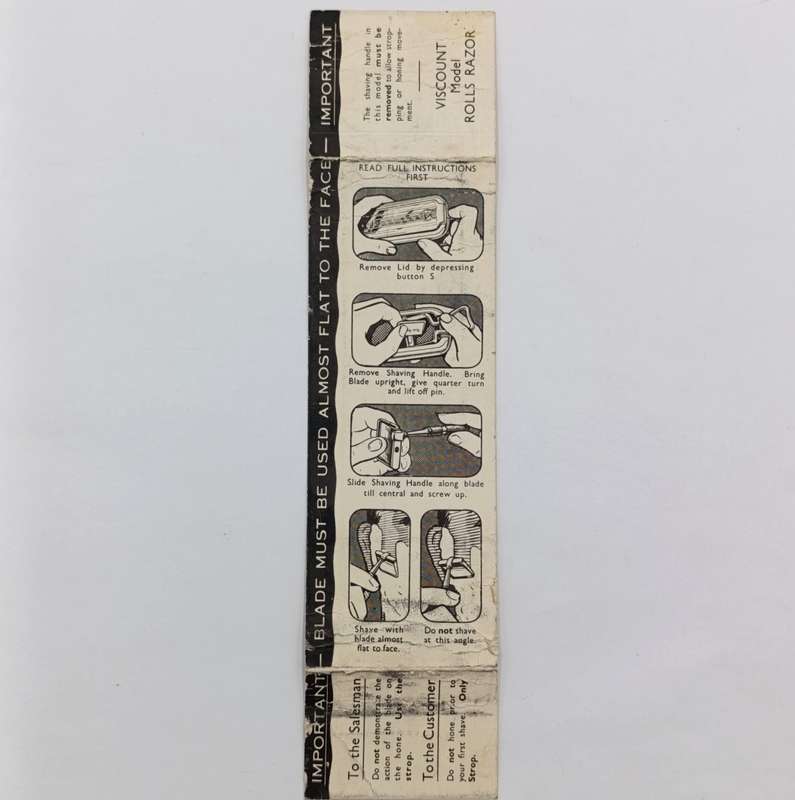 IMPORTANT — BLADE MUST BE USED ALMOST FLAT TO THE FACE — IMPORTANT
The shaving handle in
this model must be
removed to allow strop-
ping or honing move-
ment.
VISCOUNT
Model
ROLLS RAZOR
READ FULL INSTRUCTIONS
FIRST
Remove Lid by depressing
button S
Remove Shaving Handle. Bring
Blade upright, give quarter turn
and lift off pin.
Slide Shaving Handle along blade
till central and screw up.
Shave with
blade almost
flat to face.
Do not shave
at this angle.
To the Salesman
Do not demonstrate the
action of the blade on
the hone. Use the
strop.
To the Customer
Do not hone prior to
your first shave. Only
Strop.